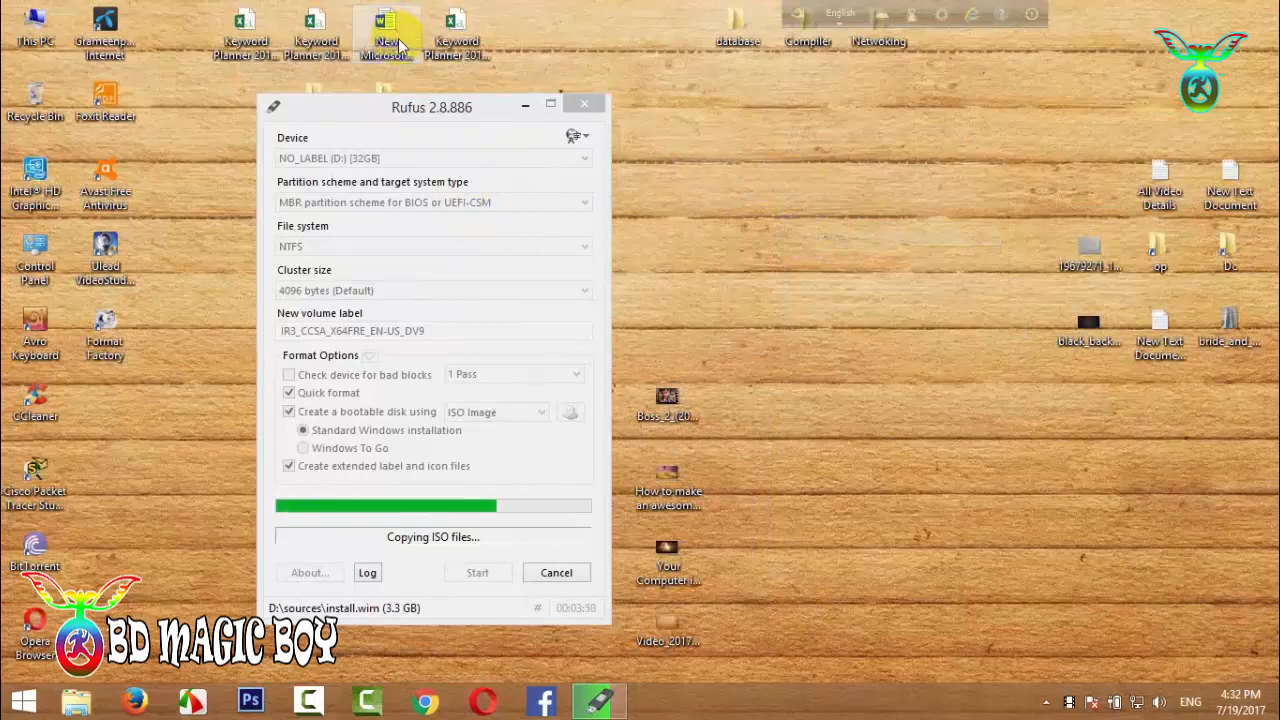 This PC
Grameenp...
Internet
Keyword
Planner 201...
Keyword
Planner 201...
New
Microsof...
Keyword
Planner 201...
database
English
Compiler
Netwoking
Recycle Bin
Foxit Reader
Intel® HD
Graphic...
Avast Free
Antivirus
Control
Panel
Ulead
VideoStud...
Avro
Keyboard
Format
Factory
CCleaner
Cisco Packet
Tracer Stu...
BitTorrent
Opera
Browser
Rufus 2.8.886
Device
NO_LABEL (D:) [32GB]
Partition scheme and target system type
MBR partition scheme for BIOS or UEFI-CSM
File system
NTFS
Cluster size
4096 bytes (Default)
New volume label
IR3_CCSA_X64FRE_EN-US_DV9
Format Options
Check device for bad blocks
1 Pass
Quick format
Create a bootable disk using
ISO Image
Standard Windows installation
Windows To Go
Create extended label and icon files
Copying ISO files...
About...
Log
Start
Cancel
D:\sources\install.wim (3.3 GB)
#
00:03:58
All Video
Details
New Text
Document
19679271_1...
op
Dc
black_back...
New Text
Docume...
bride_and_...
Boss_2_(20...
How to make
an awesom...
Your
Computer i...
Video_2017...
K
K
BD MAGIC BOY
Ps
ENG
4:32 PM
7/19/2017